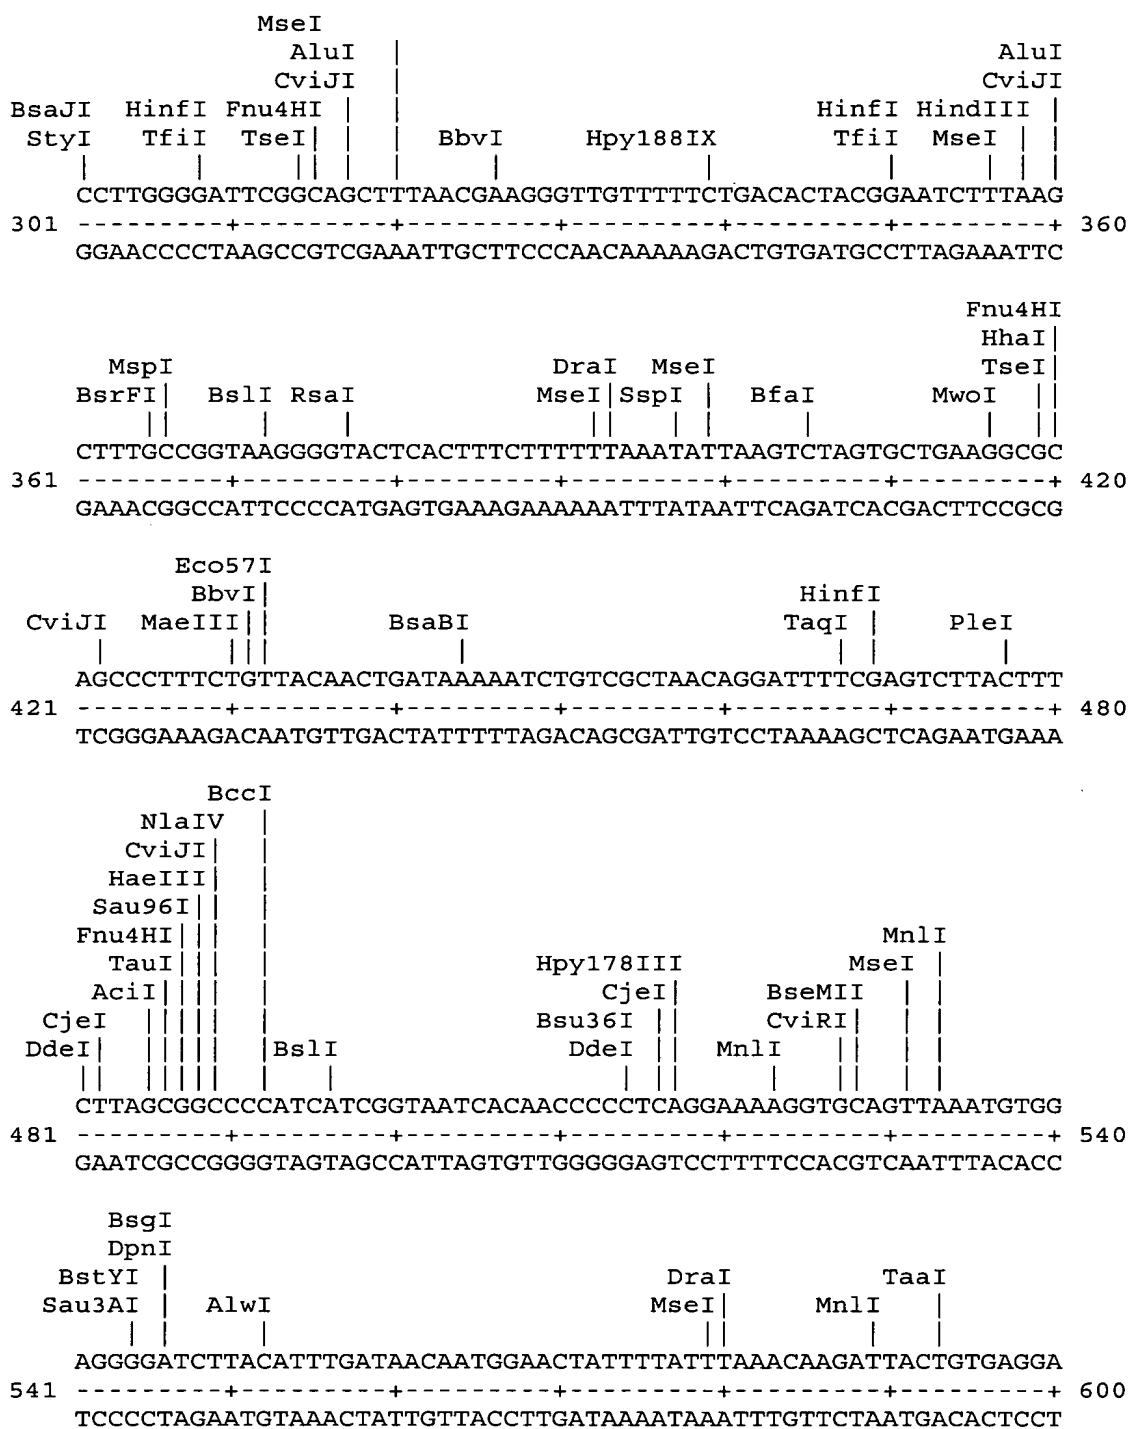 MseI
AluI | AluI
CviJI | CviJI
BsaJI HinfI Fnu4HI HinfI HindIII
StyI TfiI TseI BbvI Hpy188IX TfiI MseI
CCTTGGGGATTCGGCAGCTTTAACGAAGGGTTGTTTTTCTGACACTACGGAATCTTTAAG
301 ---------+---------+---------+---------+---------+---------+ 360
GGAACCCCTAAGCCGTCGAAATTGCTTCCCAACAAAAAGACTGTGATGCCTTAGAAATTC
Fnu4HI
HhaI
MspI DraI MseI TseI
BsrFI BslI RsaI MseI SspI BfaI MwoI
CTTTGCCGGTAAGGGGTACTCACTTTCTTTTTTTAAATATTAAGTCTAGTGCTGAAGGCGC
361 ---------+---------+---------+---------+---------+---------+ 420
GAAACGGCCATTCCCCATGAGTGAAAGAAAAAATTTATAATTCAGATCACGACTTCCGCG
Eco57I
BbvI HinfI
CviJI MaeIII BsaBI TaqI PleI
AGCCCTTTCTGTTACAACTGATAAAAATCTGTCGCTAACAGGATTTTCGAGTCTTACTTT
421 ---------+---------+---------+---------+---------+---------+ 480
TCGGGAAAGACAATGTTGACTATTTTTAGACAGCGATTGTCCTAAAAGCTCAGAATGAAA
BccI
NlaIV
CviJI
HaeIII
Sau96I
Fnu4HI MnlI
TauI Hpy178III MseI
AciI CjeI BseMII
CjeI Bsu36I CviRI
DdeI BslI DdeI MnlI
CTTAGCGGCCCCATCATCGGTAATCACAACCCCCTCAGGAAAAGGTGCAGTTAAATGTGG
481 ---------+---------+---------+---------+---------+---------+ 540
GAATCGCCGGGGTAGTAGCCATTAGTGTTGGGGGAGTCCTTTTCCACGTCAATTTACACC
BsgI
DpnI
BstYI DraI TaaI
Sau3AI AlwI MseI MnlI
AGGGGATCTTACATTTGATAACAATGGAACTATTTTATTTAAACAAGATTACTGTGAGGA
541 ---------+---------+---------+---------+---------+---------+ 600
TCCCCTAGAATGTAAACTATTGTTACCTTGATAAAATAAATTTGTTCTAATGACACTCCT